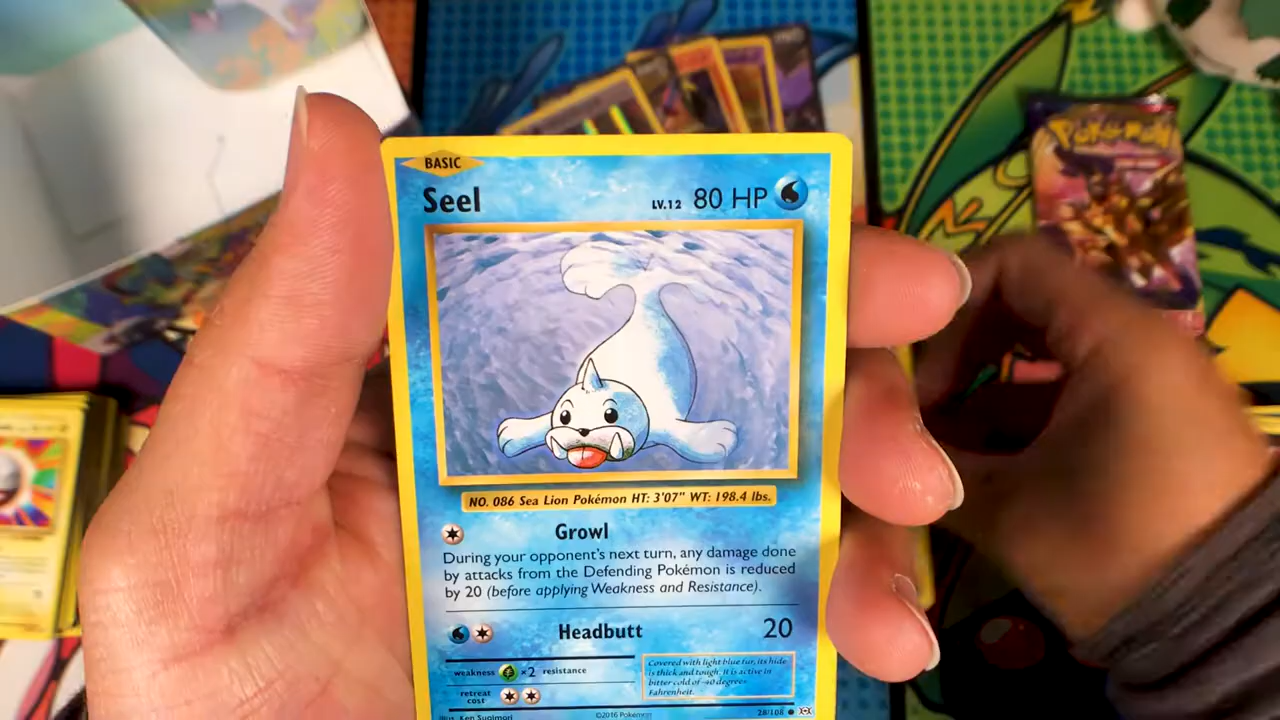 BASIC
Seel
LV.12 80 HP
NO. 086 Sea Lion Pokémon HT: 3'07" WT: 198.4 lbs.
Growl
During your opponent's next turn, any damage done
by attacks from the Defending Pokémon is reduced
by 20 (before applying Weakness and Resistance).
Headbutt 20
weakness ×2 resistance
retreat
cost
Covered with light blue fur, its hide
is thick and tough. It is active in
bitter cold of -40 degrees
Fahrenheit.
Illus. Ken Sugimori ©2016 Pokémon 28/108
POKÉMON